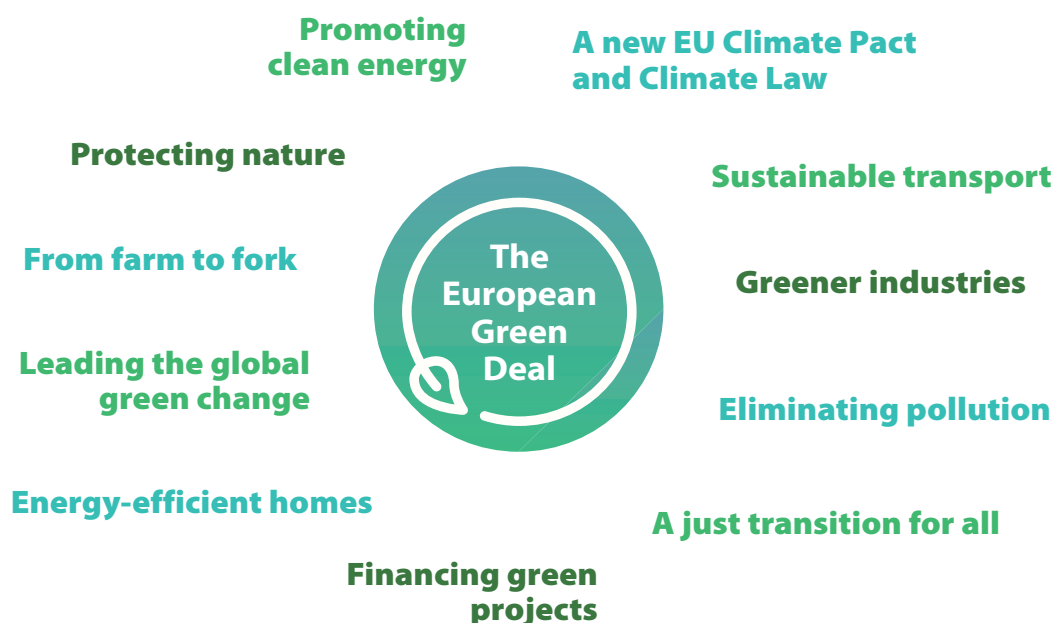 Promoting
clean energy
A new EU Climate Pact
and Climate Law
Protecting nature
Sustainable transport
From farm to fork
The
European
Green
Deal
Greener industries
Leading the global
green change
Eliminating pollution
Energy-efficient homes
A just transition for all
Financing green
projects